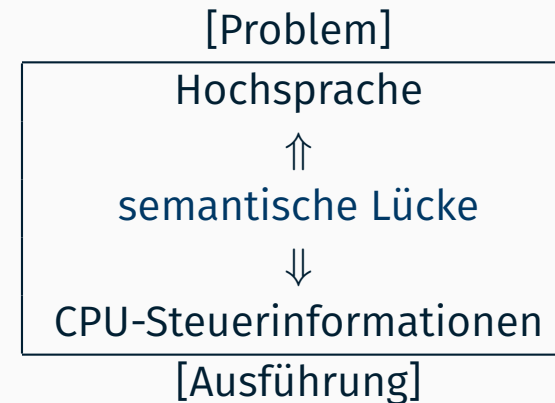 [Problem]
Hochsprache
⇑
semantische Lücke
⇓
CPU-Steuerinformationen
[Ausführung]